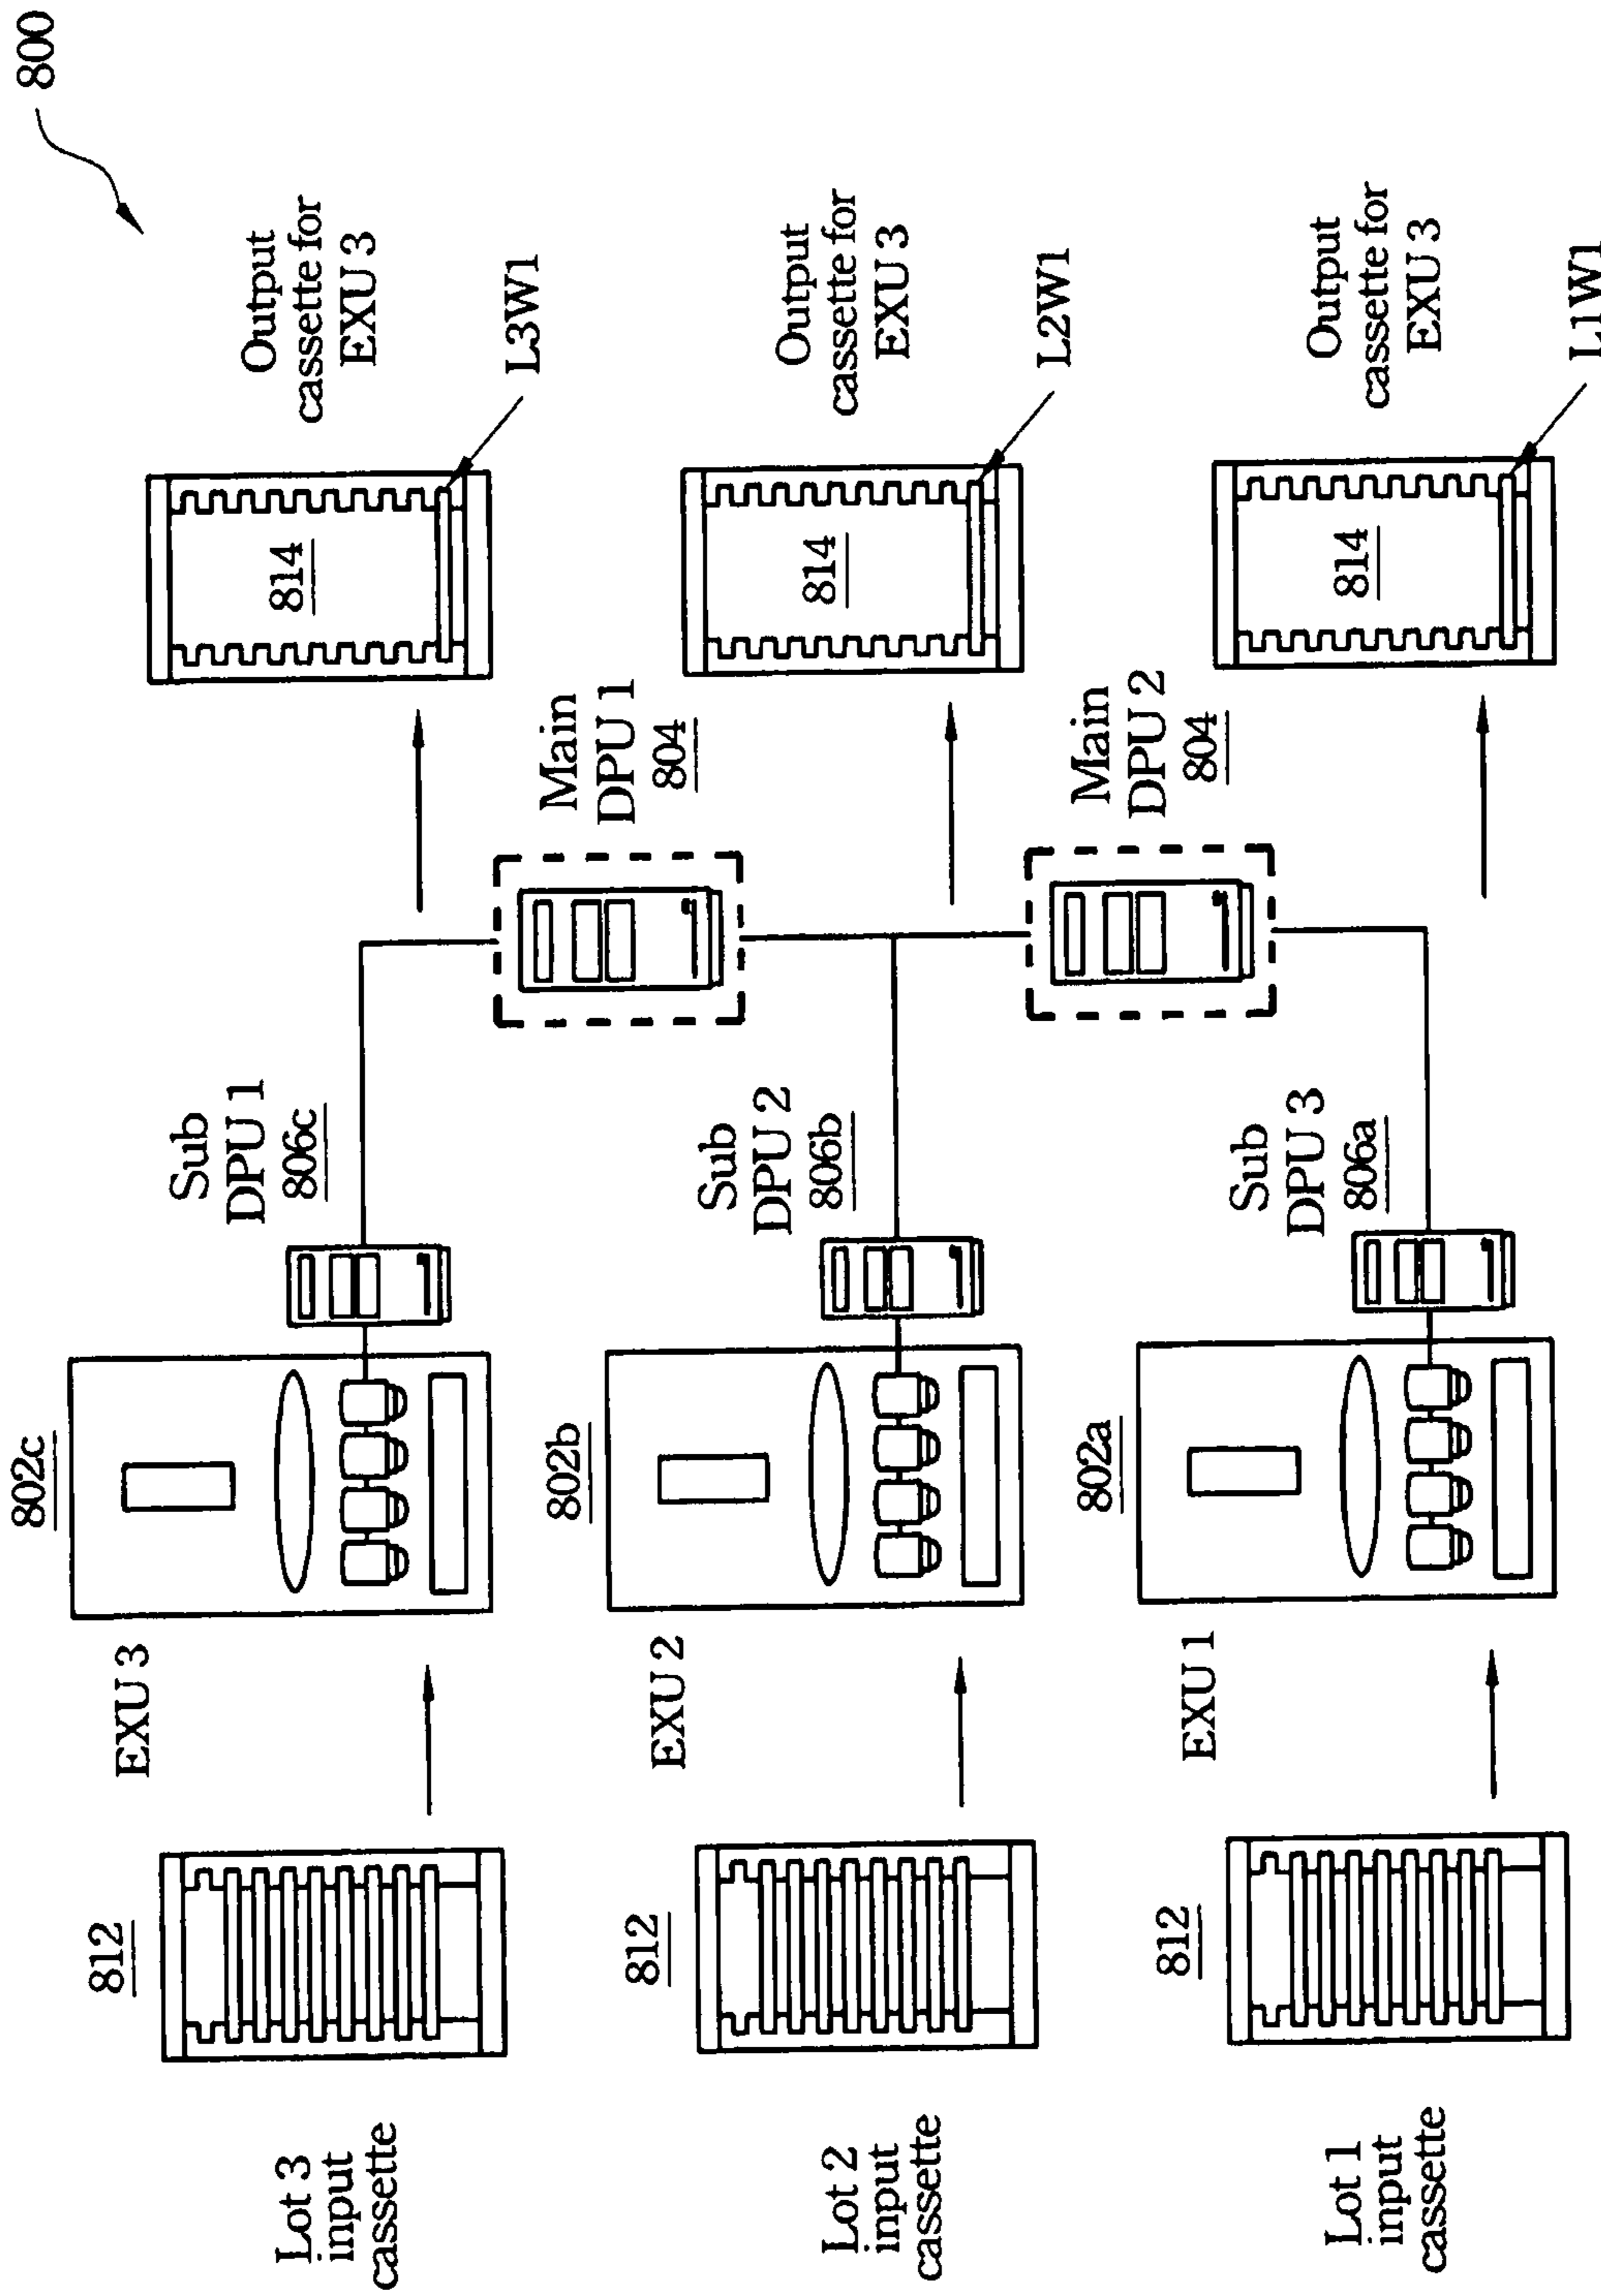 800
Lot 3
input
cassette
812
EXU 3
802c
Sub
DPU 1
806c
Main
DPU 1
804
814
Output
cassette for
EXU 3
L3W1
Lot 2
input
cassette
812
EXU 2
802b
Sub
DPU 2
806b
Main
DPU 2
804
814
Output
cassette for
EXU 3
L2W1
Lot 1
input
cassette
812
EXU 1
802a
Sub
DPU 3
806a
814
Output
cassette for
EXU 3
L1W1